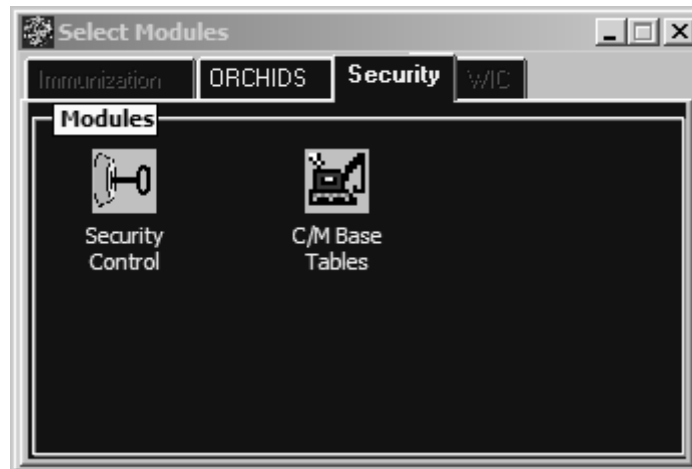 Select Modules
Immunization ORCHIDS Security WIC
Modules
Security C/M Base
Control Tables